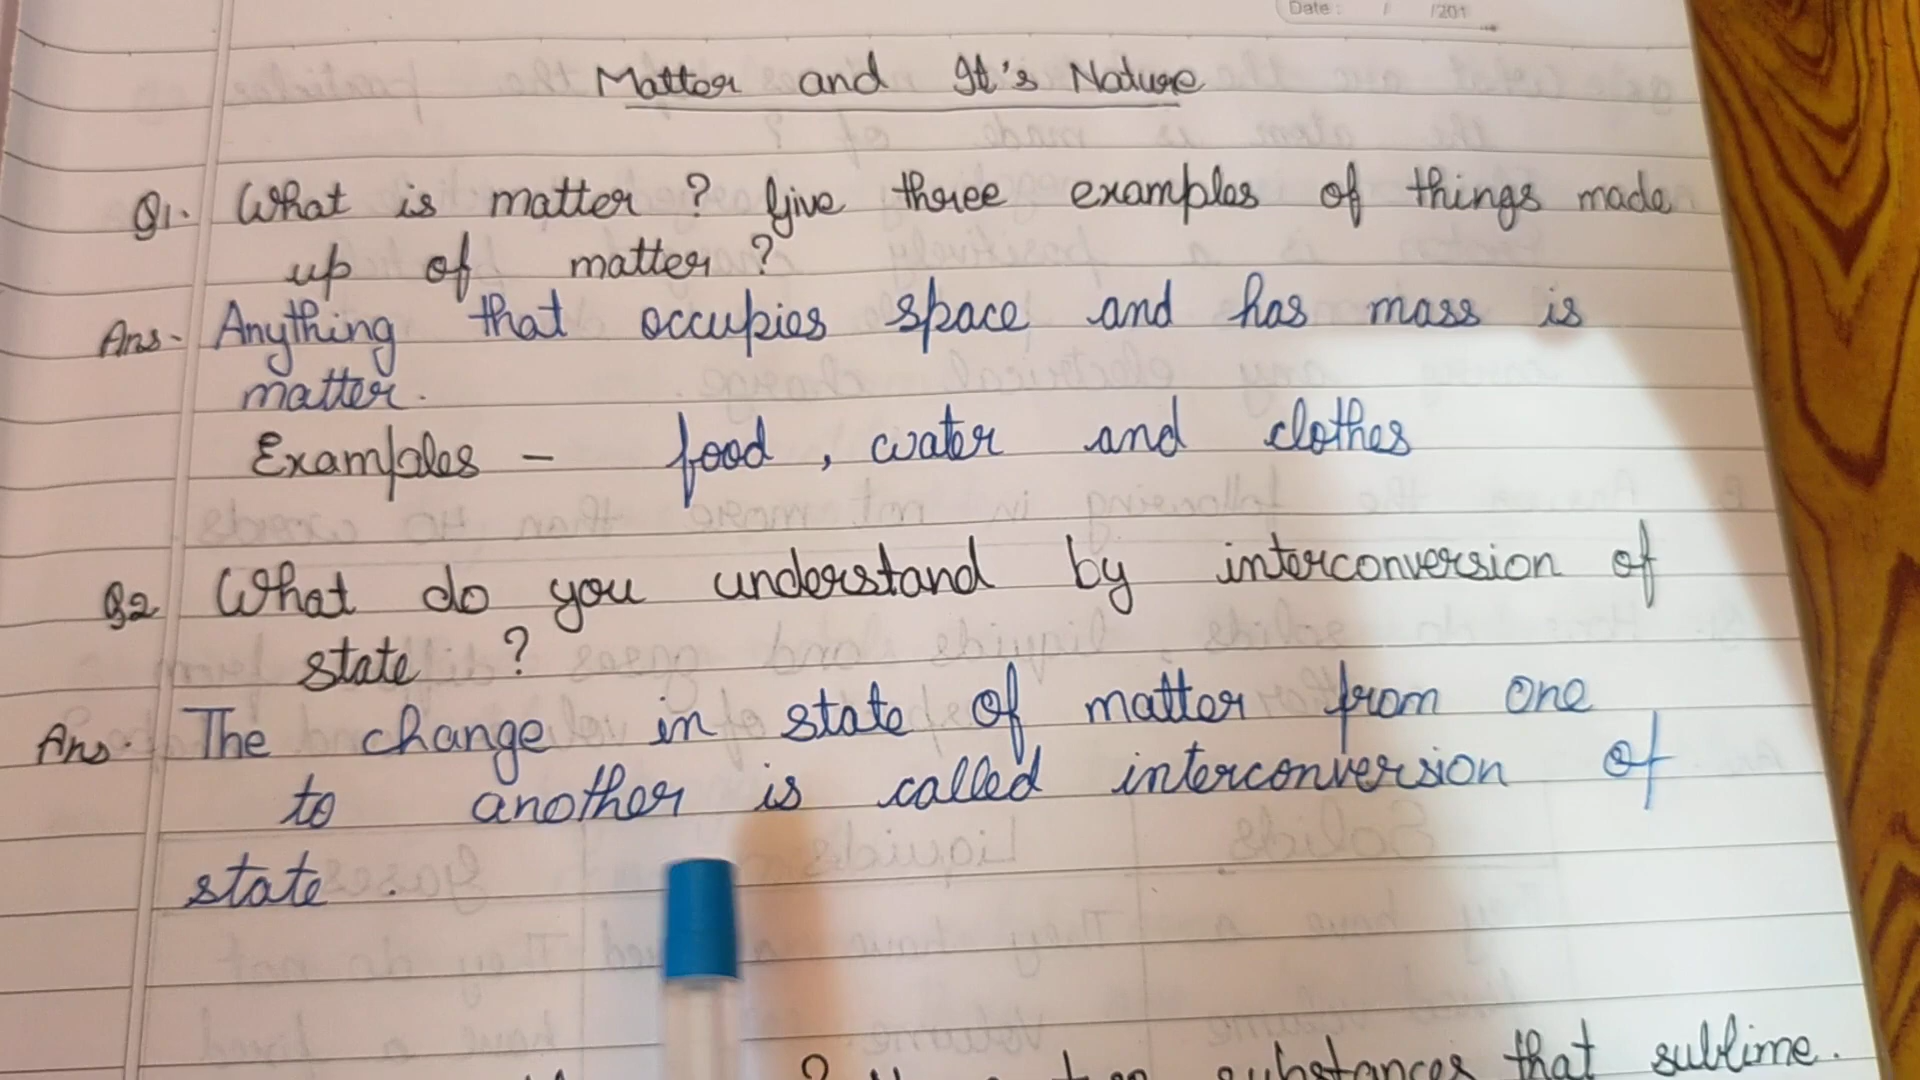 Date: / /201
Matter and It's Nature
Q1. What is matter? Give three examples of things made
up of matter?
Ans- Anything that occupies space and has mass is
matter.
Examples - food, water and clothes
Q2 What do you understand by interconversion of
state?
Ans. The change in state of matter from one
to another is called interconversion of
state.
? substances that sublime.